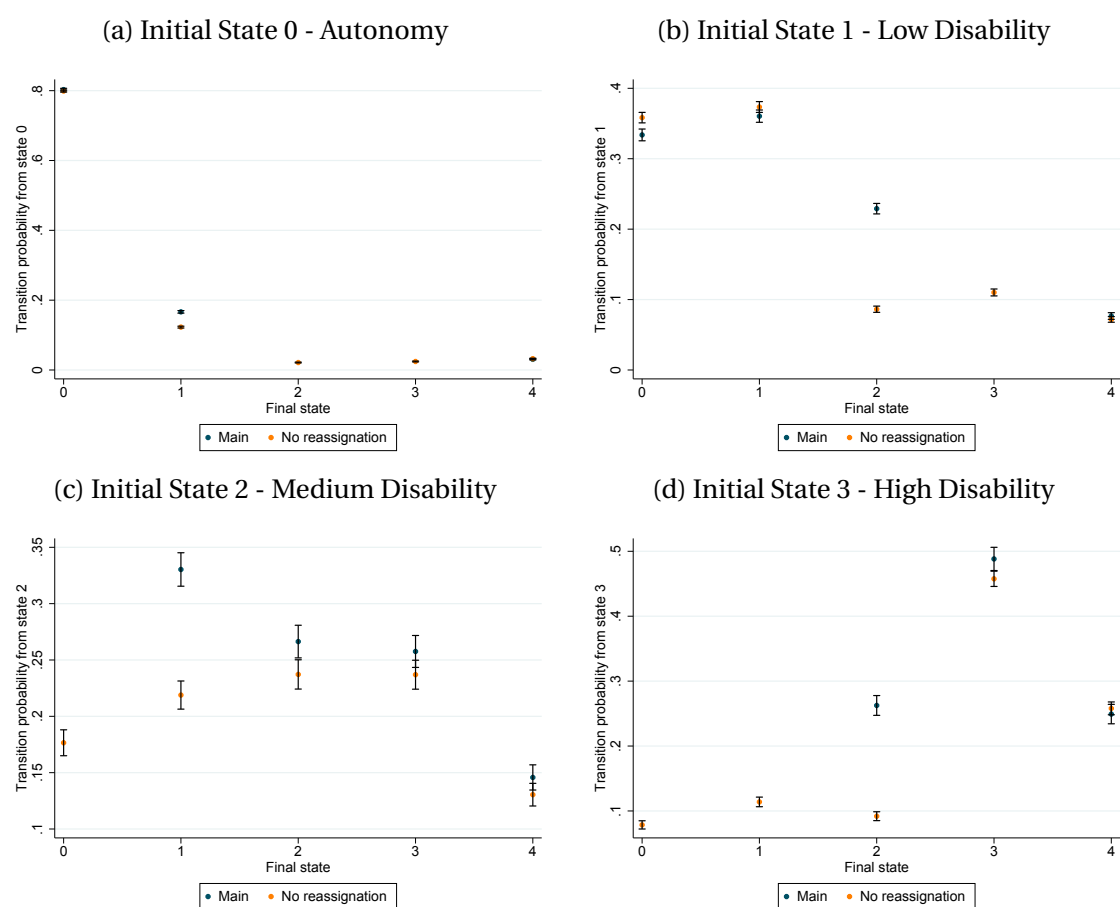 (a) Initial State 0 - Autonomy
Transition probability from state 0
.8
.6
.4
.2
0
0 1 2 3 4
Final state
Main No reassignment
(b) Initial State 1 - Low Disability
Transition probability from state 1
.4
.3
.2
.1
0
0 1 2 3 4
Final state
Main No reassignation
(c) Initial State 2 - Medium Disability
Transition probability from state 2
.35
.3
.25
.2
.15
.1
0 1 2 3 4
Final state
Main No reassignation
(d) Initial State 3 - High Disability
Transition probability from state 3
.5
.4
.3
.2
.1
0 1 2 3 4
Final state
Main No reassignation